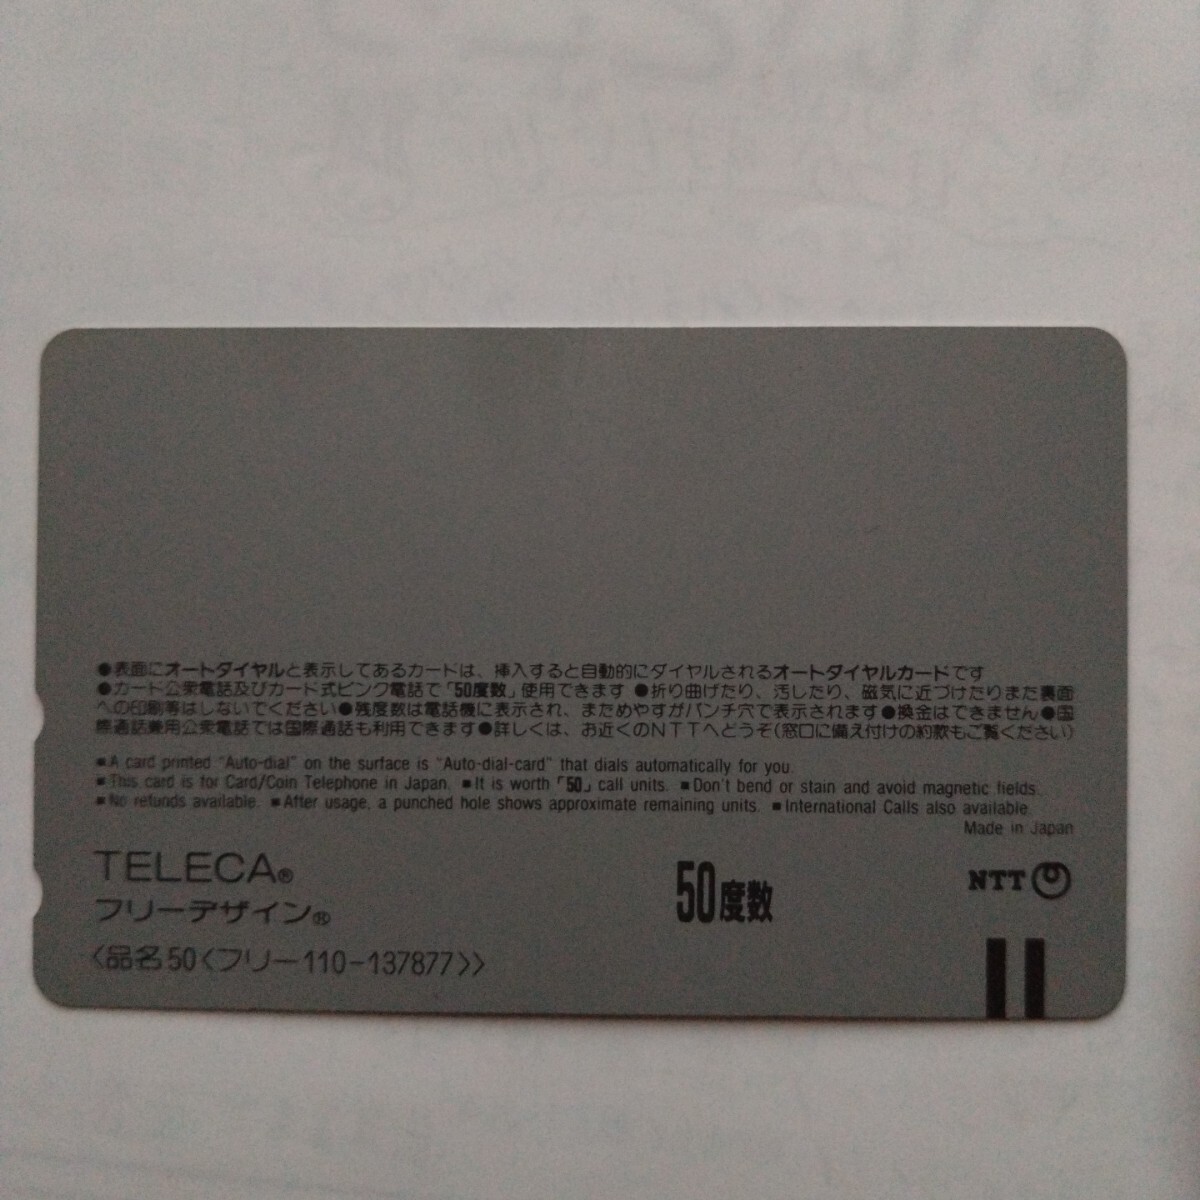 ●表面にオートダイヤルと表示してあるカードは、挿入すると自動的にダイヤルされるオートダイヤルカードです
●カード公衆電話及びカード式ピンク電話で「50度数」使用できます ●折り曲げたり、汚したり、磁気に近づけたりまた裏面
への印刷等はしないでください●残度数は電話機に表示され、まためやすがパンチ穴で表示されます●換金はできません●国
際通話兼用公衆電話では国際通話も利用できます●詳しくは、お近くのNTTへどうぞ(窓口に備え付けの約款もご覧ください)
■A card printed "Auto-dial" on the surface is "Auto-dial-card" that dials automatically for you.
■This card is for Card/Coin Telephone in Japan. ■It is worth「50」call units. ■Don't bend or stain and avoid magnetic fields.
■No refunds available. ■After usage, a punched hole shows approximate remaining units. ■International Calls also available.
Made in Japan
TELECA®
フリーデザイン®
50度数
NTT
〈品名50〈フリー110-137877〉〉